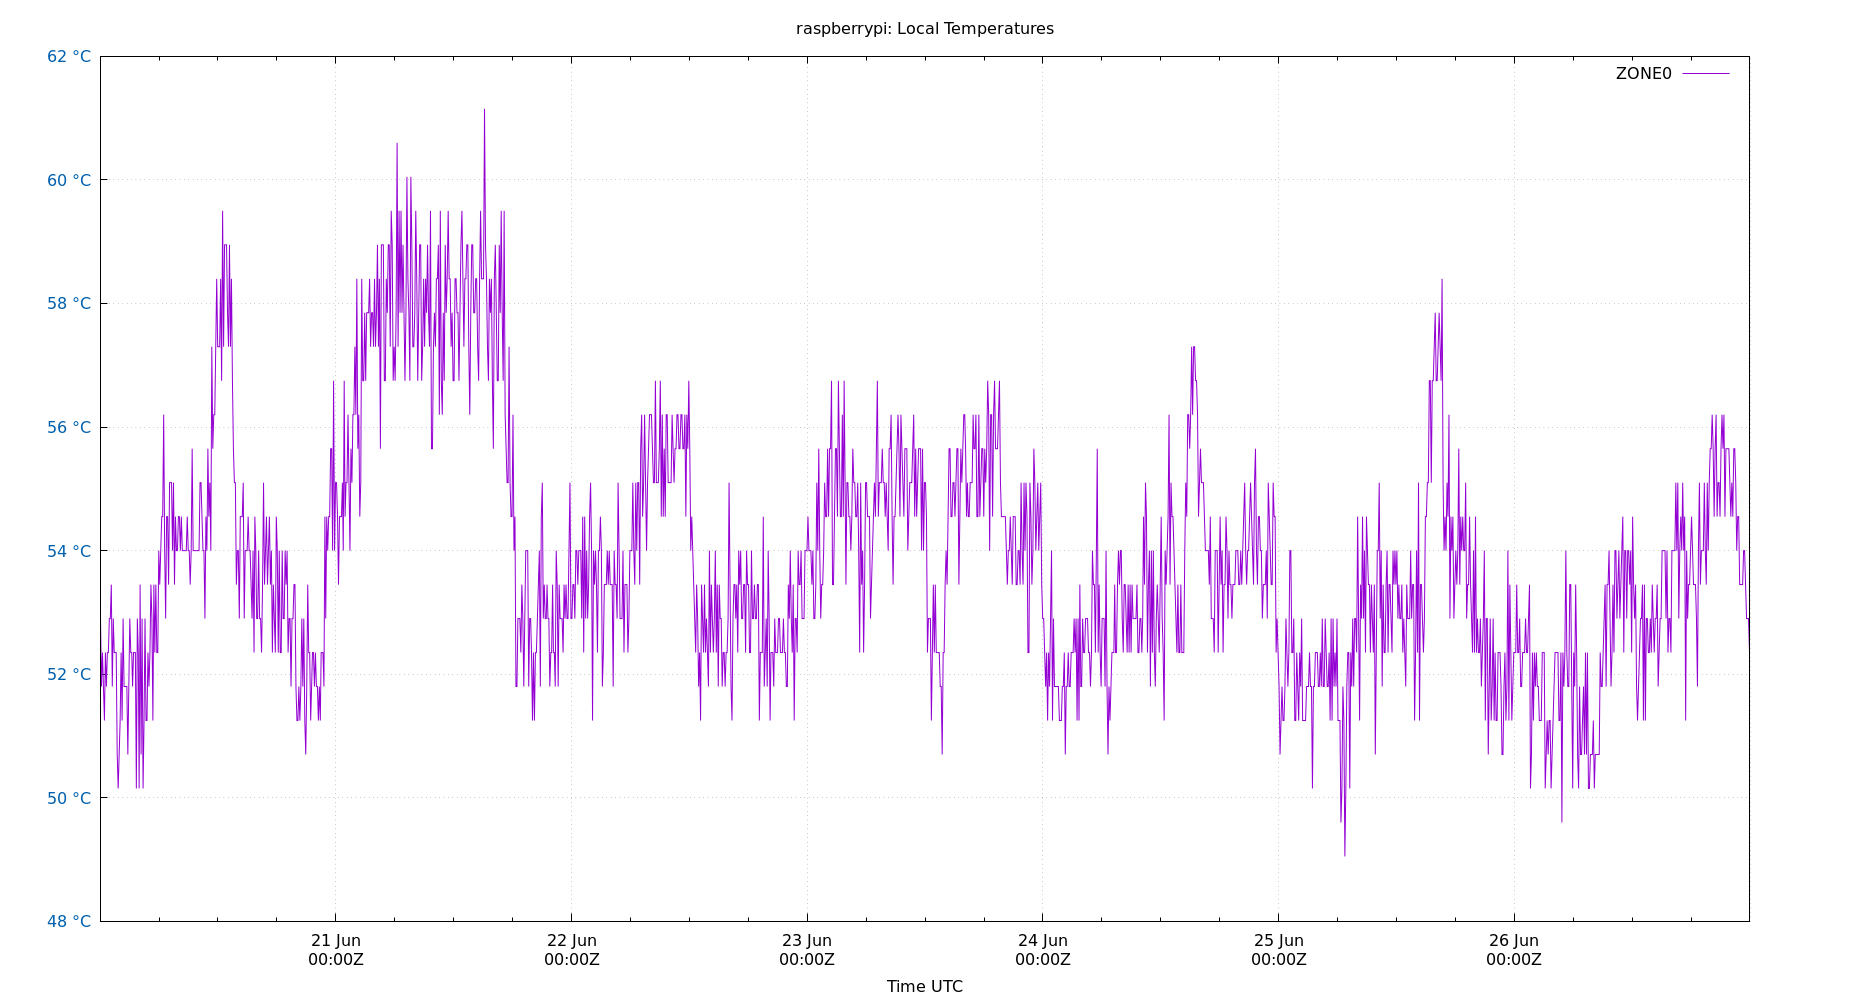 raspberrypi: Local Temperatures
62 °C
ZONE0
60 °C
58 °C
56 °C
54 °C
52 °C
50 °C
48 °C
21 Jun 22 Jun 23 Jun 24 Jun 25 Jun 26 Jun
00:00Z 00:00Z 00:00Z 00:00Z 00:00Z 00:00Z
Time UTC